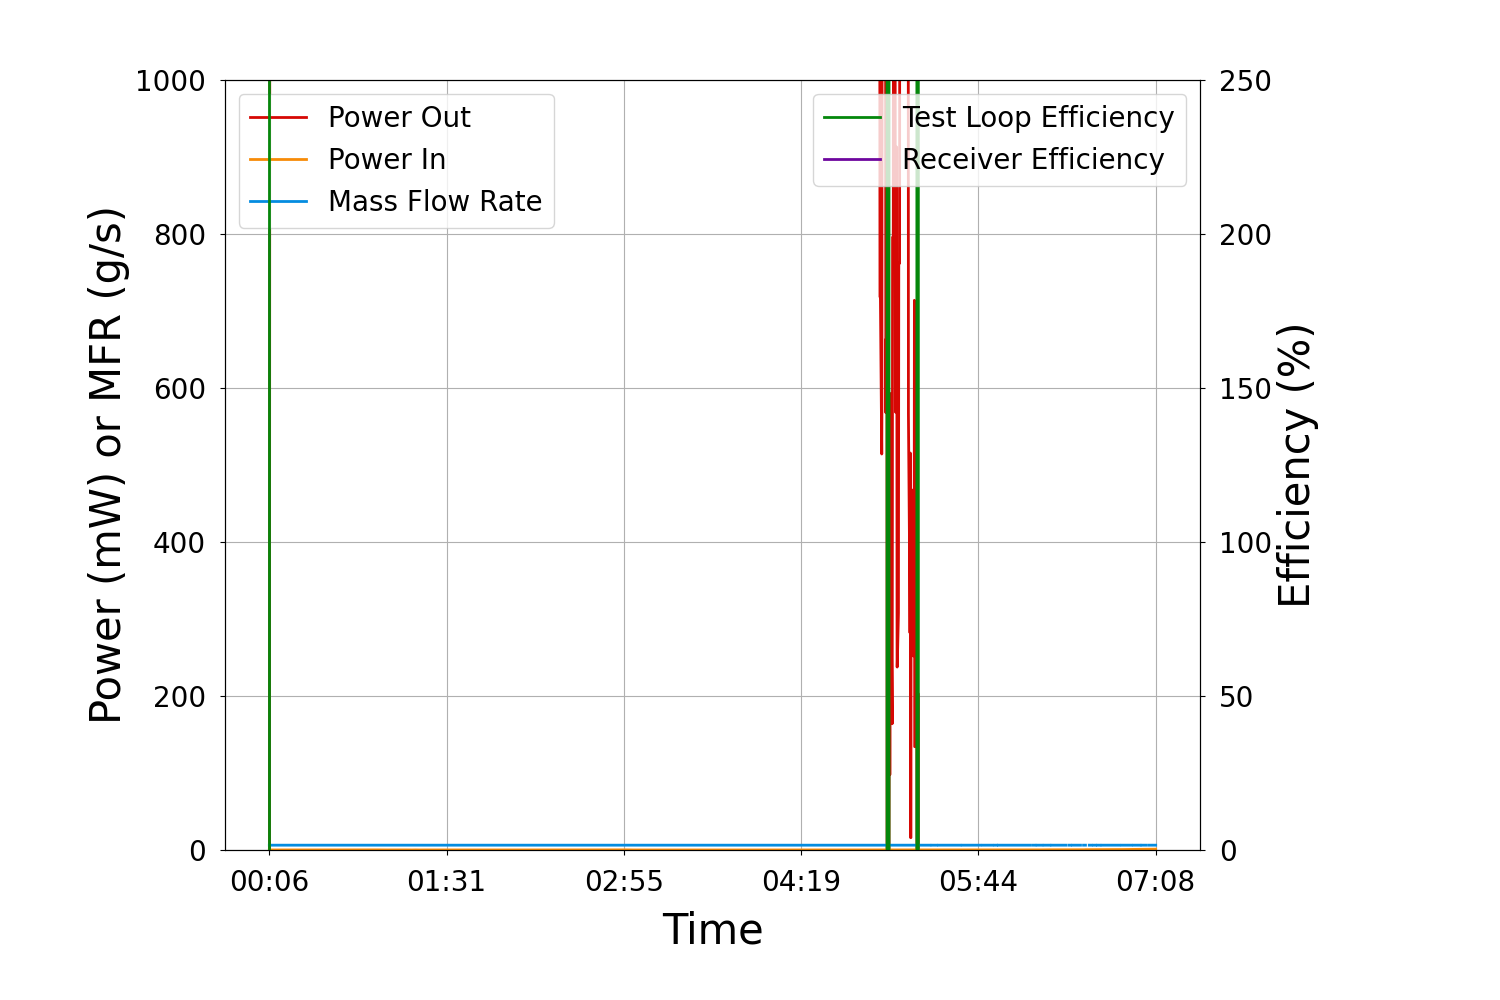 Power (mW) or MFR (g/s)
1000
800
600
400
200
0
Power Out
Power In
Mass Flow Rate
Test Loop Efficiency
Receiver Efficiency
250
200
150
100
50
0
Efficiency (%)
00:06 01:31 02:55 04:19 05:44 07:08
Time